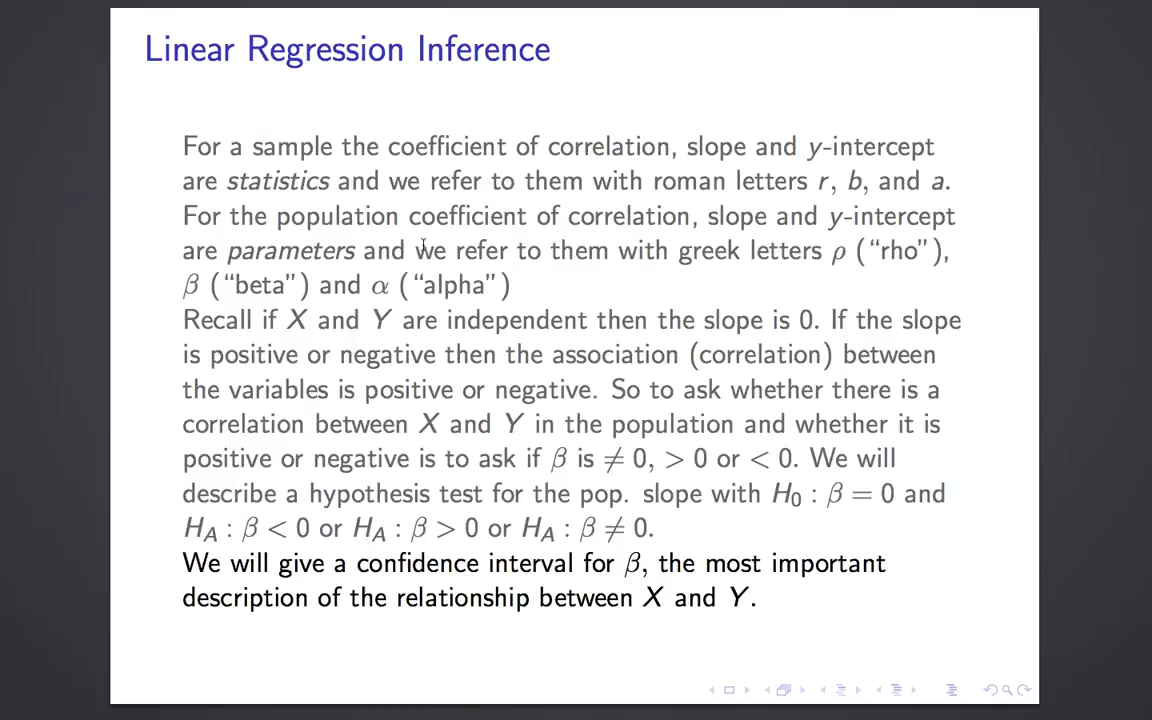 Linear Regression Inference
For a sample the coefficient of correlation, slope and y-intercept
are statistics and we refer to them with roman letters r, b, and a.
For the population coefficient of correlation, slope and y-intercept
are parameters and we refer to them with greek letters ρ (“rho”),
β (“beta”) and α (“alpha”)
Recall if X and Y are independent then the slope is 0. If the slope
is positive or negative then the association (correlation) between
the variables is positive or negative. So to ask whether there is a
correlation between X and Y in the population and whether it is
positive or negative is to ask if β is ≠ 0, > 0 or < 0. We will
describe a hypothesis test for the pop. slope with H₀ : β = 0 and
H_A : β < 0 or H_A : β > 0 or H_A : β ≠ 0.
We will give a confidence interval for β, the most important
description of the relationship between X and Y.